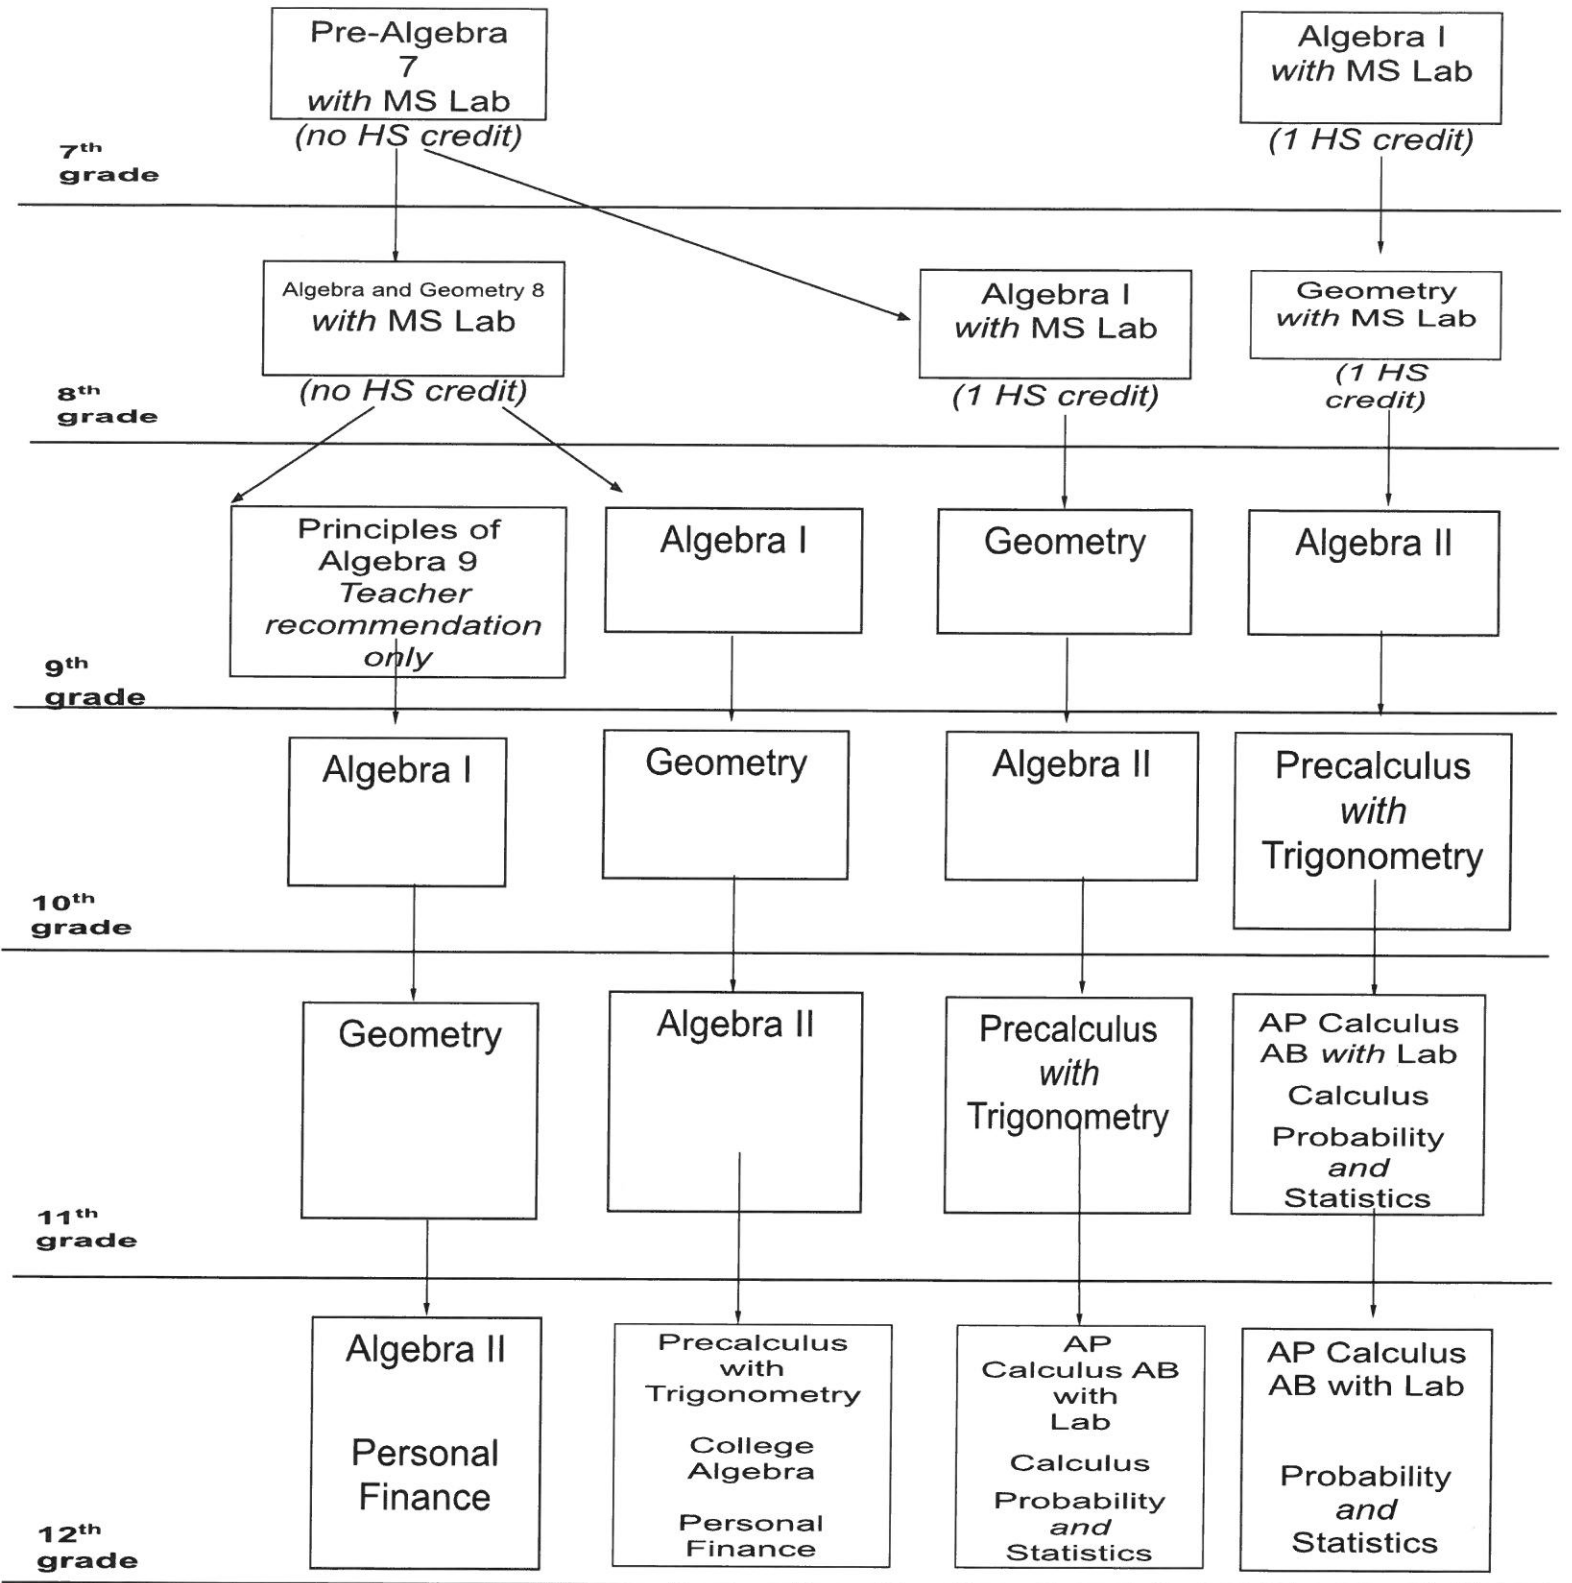 Pre-Algebra
7
with MS Lab
(no HS credit)
Algebra I
with MS Lab
(1 HS credit)
7th
grade
Algebra and Geometry 8
with MS Lab
(no HS credit)
Algebra I
with MS Lab
(1 HS credit)
Geometry
with MS Lab
(1 HS
credit)
8th
grade
Principles of
Algebra 9
Teacher
recommendation
only
Algebra I
Geometry
Algebra II
9th
grade
Algebra I
Geometry
Algebra II
Precalculus
with
Trigonometry
10th
grade
Geometry
Algebra II
Precalculus
with
Trigonometry
AP Calculus
AB with Lab
Calculus
Probability
and
Statistics
11th
grade
Algebra II
Personal
Finance
Precalculus
with
Trigonometry
College
Algebra
Personal
Finance
AP
Calculus AB
with
Lab
Calculus
Probability
and
Statistics
AP Calculus
AB with Lab
Probability
and
Statistics
12th
grade